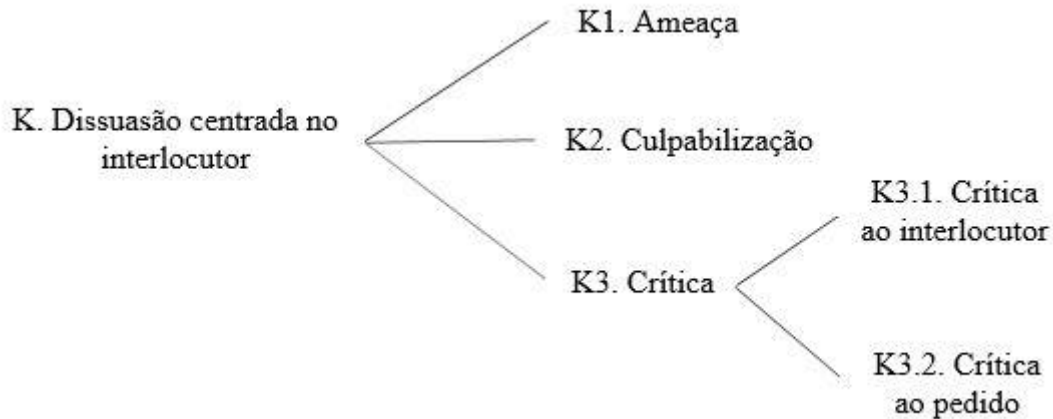 K1. Ameaça
K. Dissuasão centrada no
interlocutor
K2. Culpabilização
K3. Crítica
K3.1. Crítica
ao interlocutor
K3.2. Crítica
ao pedido